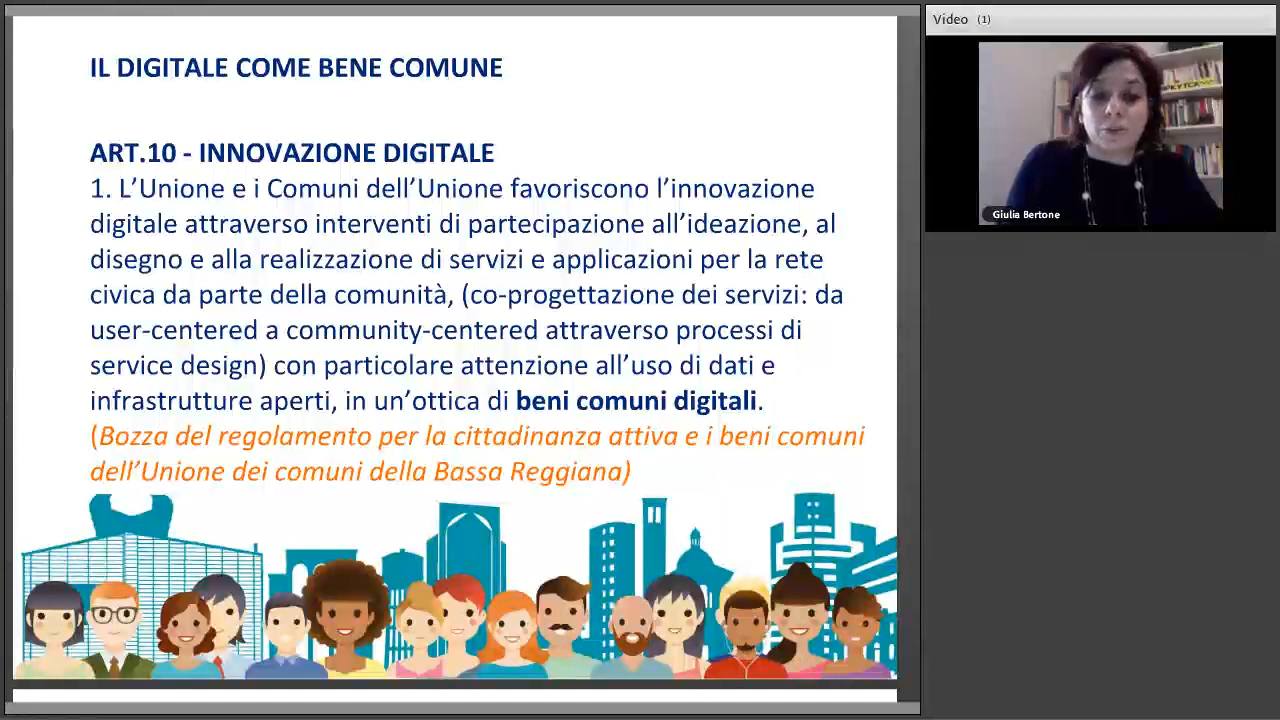 IL DIGITALE COME BENE COMUNE
ART.10 - INNOVAZIONE DIGITALE
1. L’Unione e i Comuni dell’Unione favoriscono l’innovazione
digitale attraverso interventi di partecipazione all’ideazione, al
disegno e alla realizzazione di servizi e applicazioni per la rete
civica da parte della comunità, (co-progettazione dei servizi: da
user-centered a community-centered attraverso processi di
service design) con particolare attenzione all’uso di dati e
infrastrutture aperti, in un’ottica di beni comuni digitali.
(Bozza del regolamento per la cittadinanza attiva e i beni comuni
dell’Unione dei comuni della Bassa Reggiana)
Video (1)
Giulia Bertone